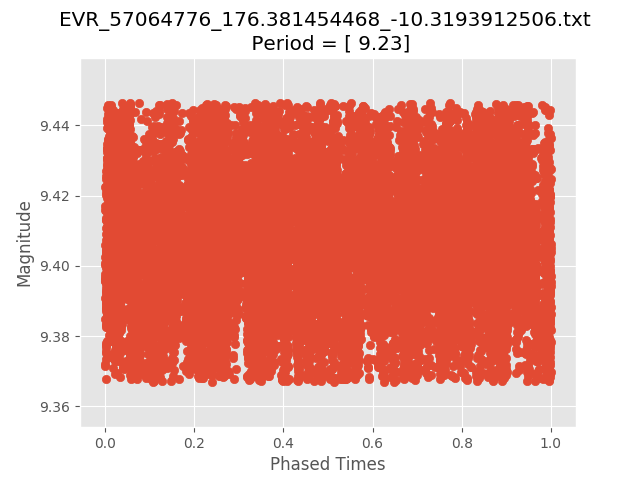 EVR_57064776_176.381454468_-10.3193912506.txt
Period = [ 9.23]
9.44
9.42
9.40
9.38
9.36
Magnitude
0.0 0.2 0.4 0.6 0.8 1.0
Phased Times